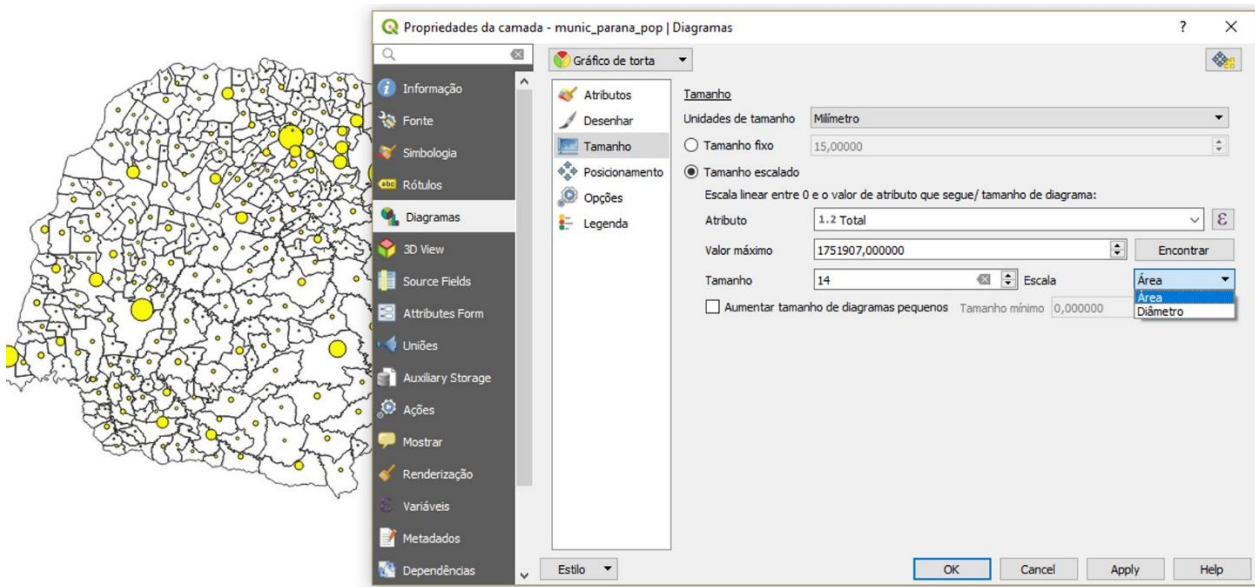 Propriedades da camada - munic_parana_pop | Diagramas
Informação
Fonte
Simbologia
abc Rótulos
Diagramas
3D View
Source Fields
Attributes Form
Uniões
Auxiliary Storage
Ações
Mostrar
Renderização
Variáveis
Metadados
Dependências
Gráfico de torta
Atributos
Desenhar
Tamanho
Posicionamento
Opções
Legenda
Tamanho
Unidades de tamanho Milímetro
Tamanho fixo 15,00000
Tamanho escalado
Escala linear entre 0 e o valor de atributo que segue/ tamanho de diagrama:
Atributo 1.2 Total ε
Valor máximo 1751907,000000 Encontrar
Tamanho 14 Escala Área
Área
Diâmetro
Aumentar tamanho de diagramas pequenos Tamanho mínimo 0,000000
Estilo OK Cancel Apply Help